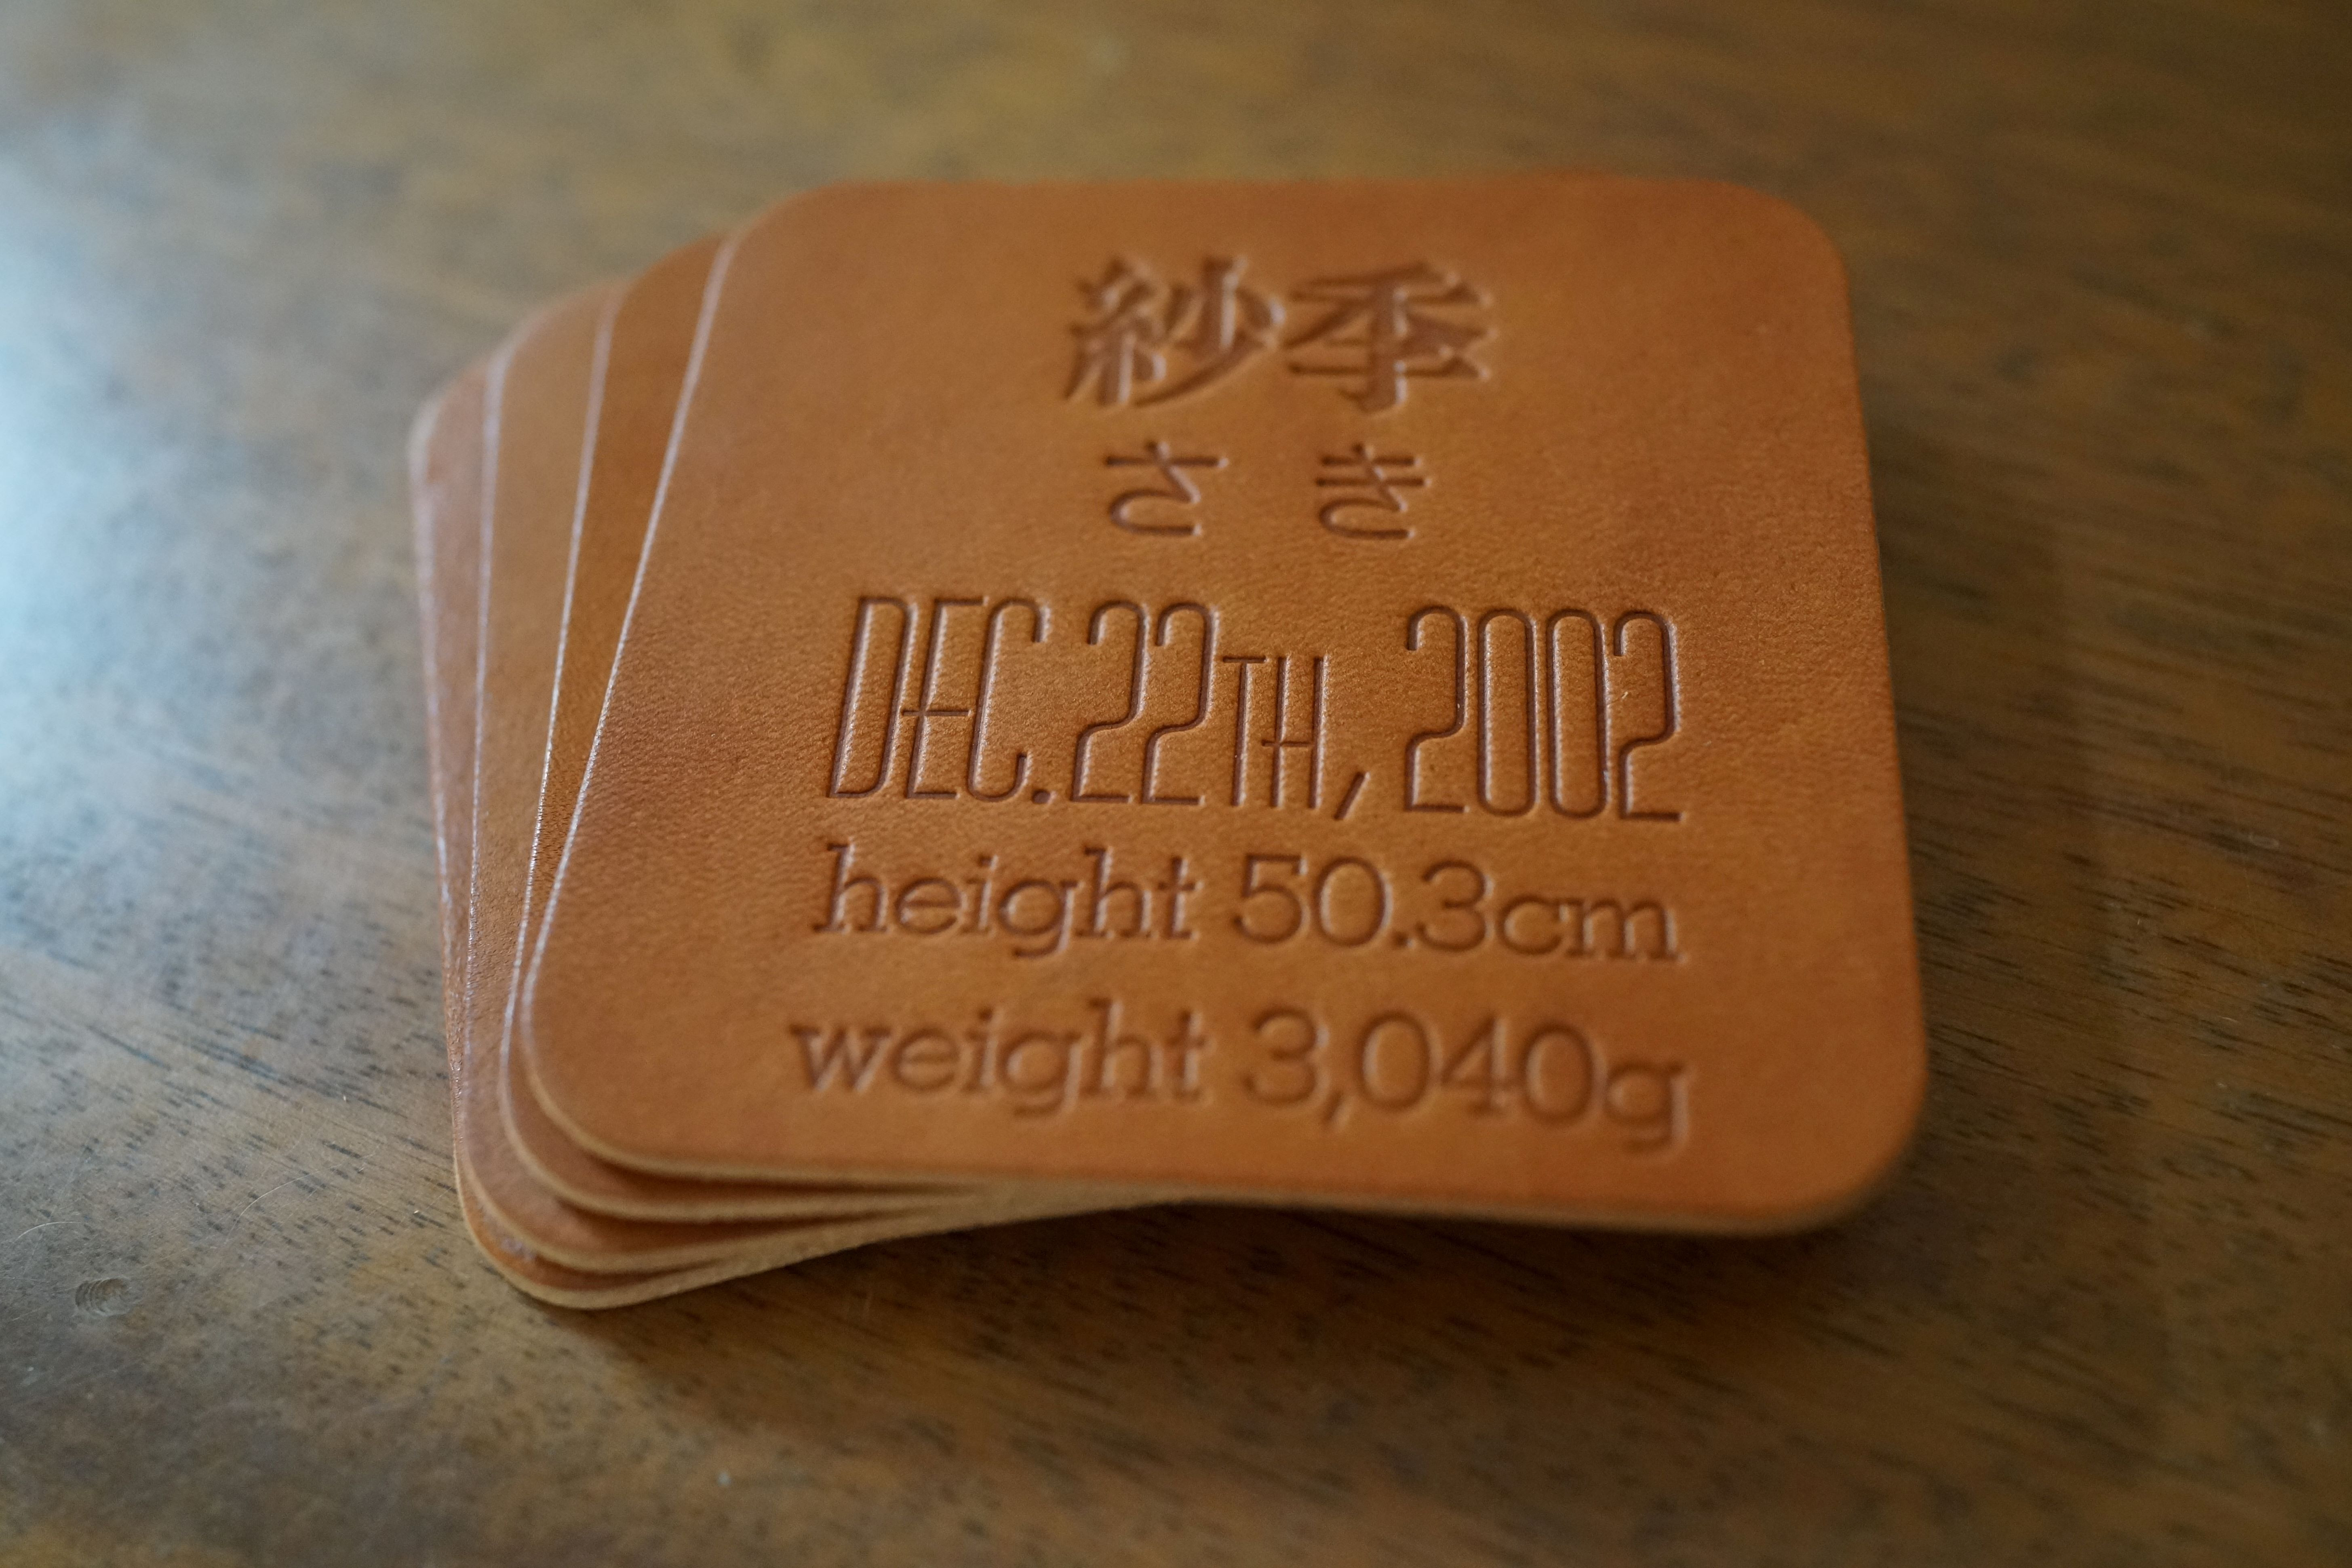 紗季
さき
DEC.22TH, 2002
height 50.3cm
weight 3,040g